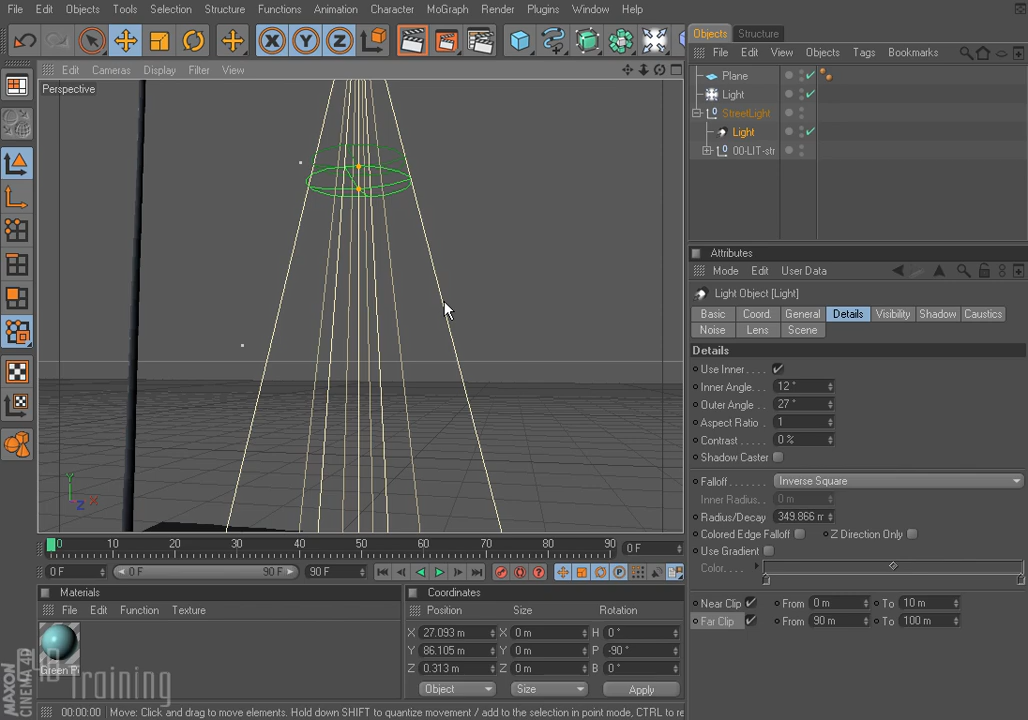 File Edit Objects Tools Selection Structure Functions Animation Character MoGraph Render Plugins Window Help
Objects Structure
File Edit View Objects Tags Bookmarks
Edit Cameras Display Filter View
Perspective
Plane
Light
StreetLight
Light
00-LIT-str
Attributes
Mode Edit User Data
Light Object [Light]
Basic Coord. General Details Visibility Shadow Caustics
Noise Lens Scene
Details
Use Inner . . . .
Inner Angle. . . 12 °
Outer Angle . . 27 °
Aspect Ratio . 1
Contrast. . . . . 0 %
Shadow Caster
Falloff . . . . . . Inverse Square
Inner Radius. . 0 m
Radius/Decay 349.866 m
Colored Edge Falloff Z Direction Only
Use Gradient
Color. . . .
Near Clip From 0 m To 10 m
Far Clip From 90 m To 100 m
X Y Z
Y
Z X
0 10 20 30 40 50 60 70 80 90 0 F
0 F 0 F 90 F 90 F
Materials
File Edit Function Texture
Green Pl
Coordinates
Position Size Rotation
X 27.093 m X 0 m H 0 °
Y 86.105 m Y 0 m P -90 °
Z 0.313 m Z 0 m B 0 °
Object Size Apply
MAXON
CINEMA 4D
Training
00:00:00 Move: Click and drag to move elements. Hold down SHIFT to quantize movement / add to the selection in point mode, CTRL to re